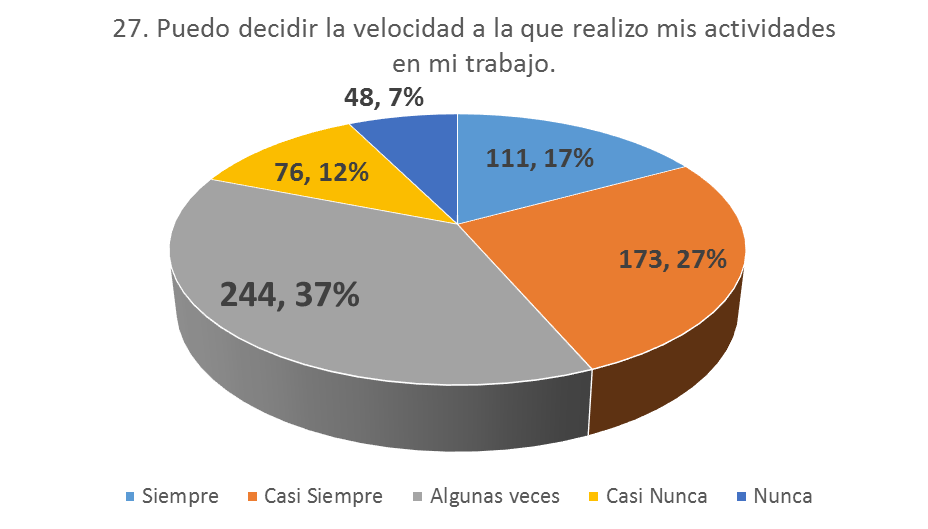 27. Puedo decidir la velocidad a la que realizo mis actividades
en mi trabajo.
48, 7%
111, 17%
76, 12%
173, 27%
244, 37%
Siempre Casi Siempre Algunas veces Casi Nunca Nunca